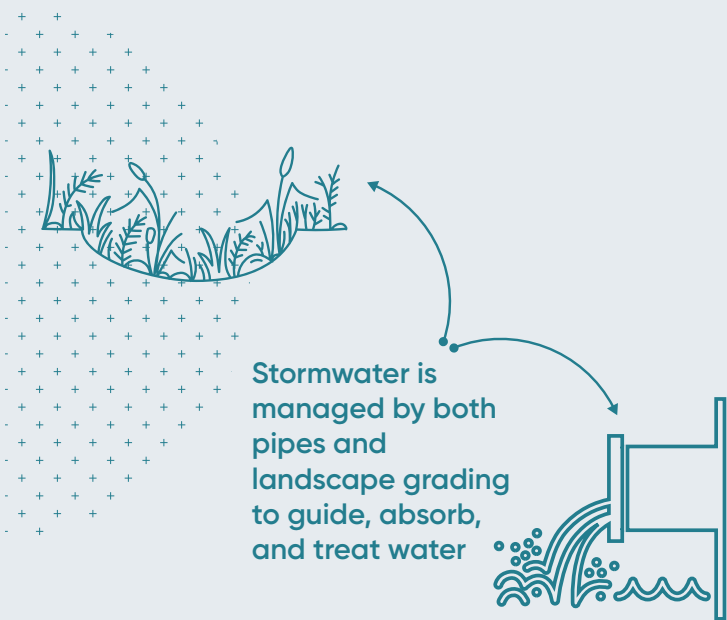 Stormwater is
managed by both
pipes and
landscape grading
to guide, absorb,
and treat water